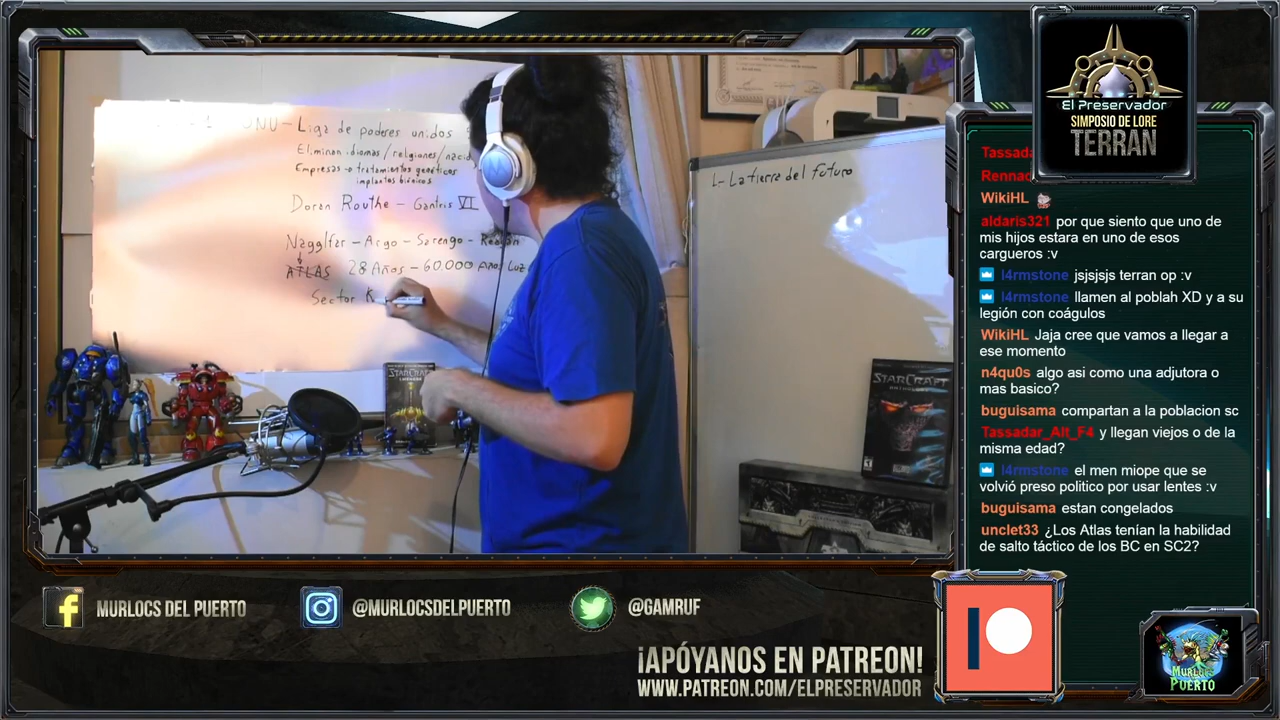 ONU - Liga de poderes unidos
Eliminan idiomas / religiones / nacio
Empresas -o tratamientos genéticos
implantes biónicos
Doran Routhe - Gantris VI
Nagglfar - Argo - Sarengo - Reagan
ATLAS 28 Años - 60.000 Años Luz
Sector K
1- La tierra del futuro
STARCRAFT
STARCRAFT
El Preservador
SIMPOSIO DE LORE
TERRAN
Tassada
Rennad
WikiHL
aldaris321 por que siento que uno de
mis hijos estara en uno de esos
cargueros :v
l4rmstone jsjsjsjs terran op :v
l4rmstone llamen al poblah XD y a su
legión con coágulos
WikiHL Jaja cree que vamos a llegar a
ese momento
n4qu0s algo asi como una adjutora o
mas basico?
buguisama compartan a la poblacion sc
Tassadar_Alt_F4 y llegan viejos o de la
misma edad?
l4rmstone el men miope que se
volvió preso politico por usar lentes :v
buguisama estan congelados
unclet33 ¿Los Atlas tenían la habilidad
de salto táctico de los BC en SC2?
MURLOCS DEL PUERTO
@MURLOCSDELPUERTO
@GAMRUF
¡APÓYANOS EN PATREON!
WWW.PATREON.COM/ELPRESERVADOR
MURLOCS
DEL
PUERTO